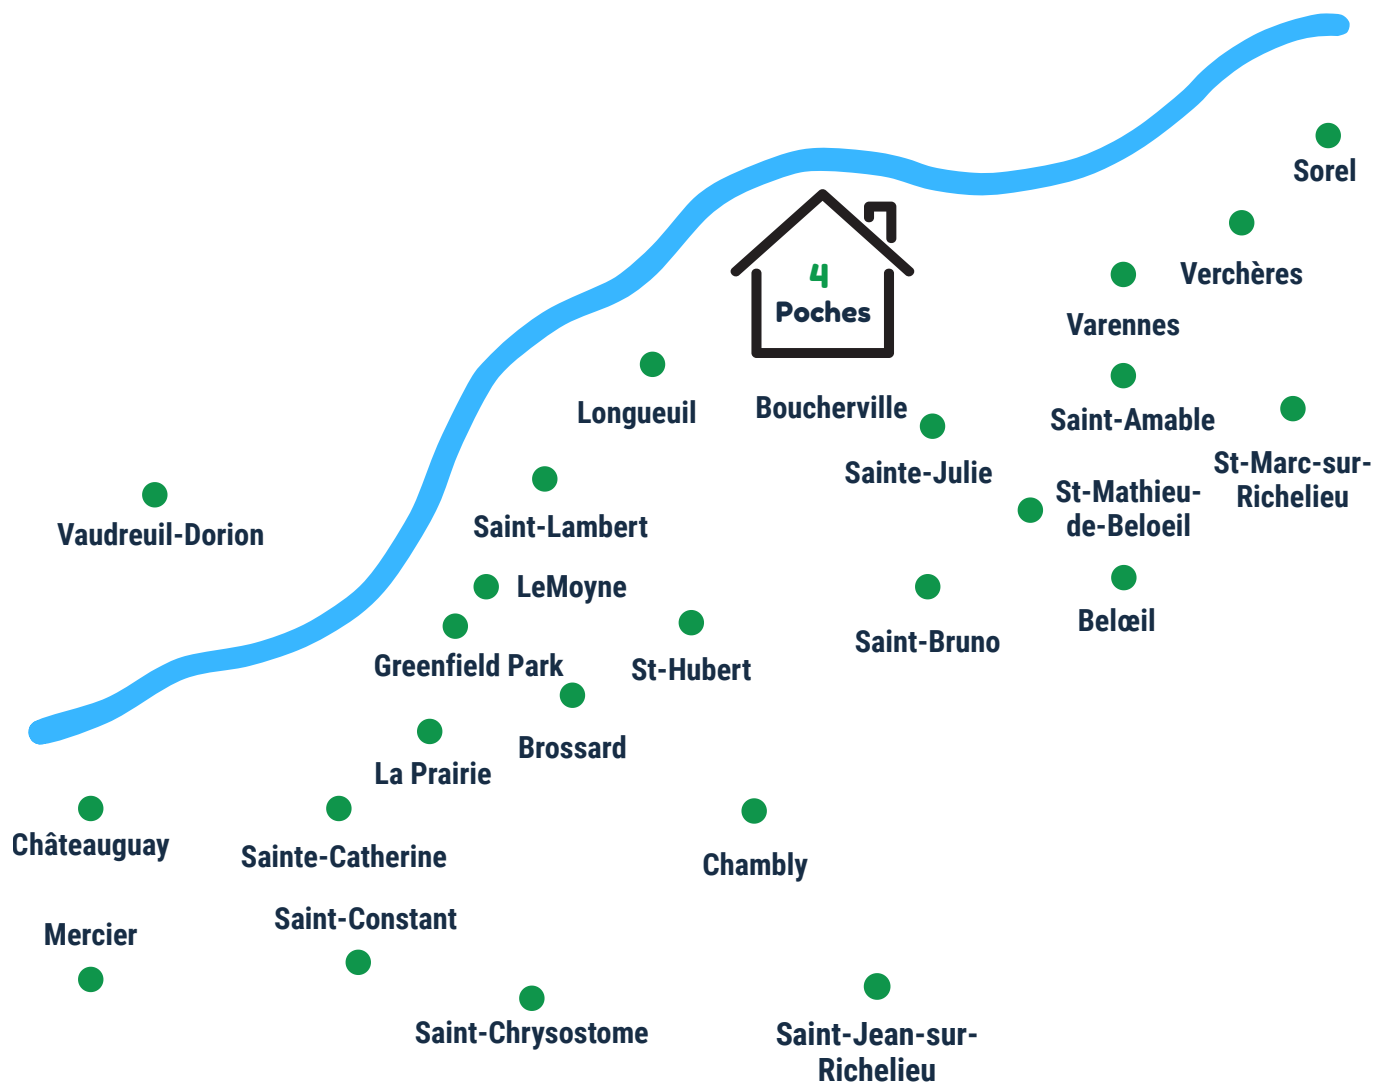 Sorel
Verchères
4
Poches
Varennes
Longueuil
Boucherville
Saint-Amable
Sainte-Julie
St-Marc-sur-
Richelieu
St-Mathieu-
de-Beloeil
Vaudreuil-Dorion
Saint-Lambert
LeMoyne
Belœil
Saint-Bruno
Greenfield Park
St-Hubert
Brossard
La Prairie
Châteauguay
Sainte-Catherine
Chambly
Saint-Constant
Mercier
Saint-Chrysostome
Saint-Jean-sur-
Richelieu